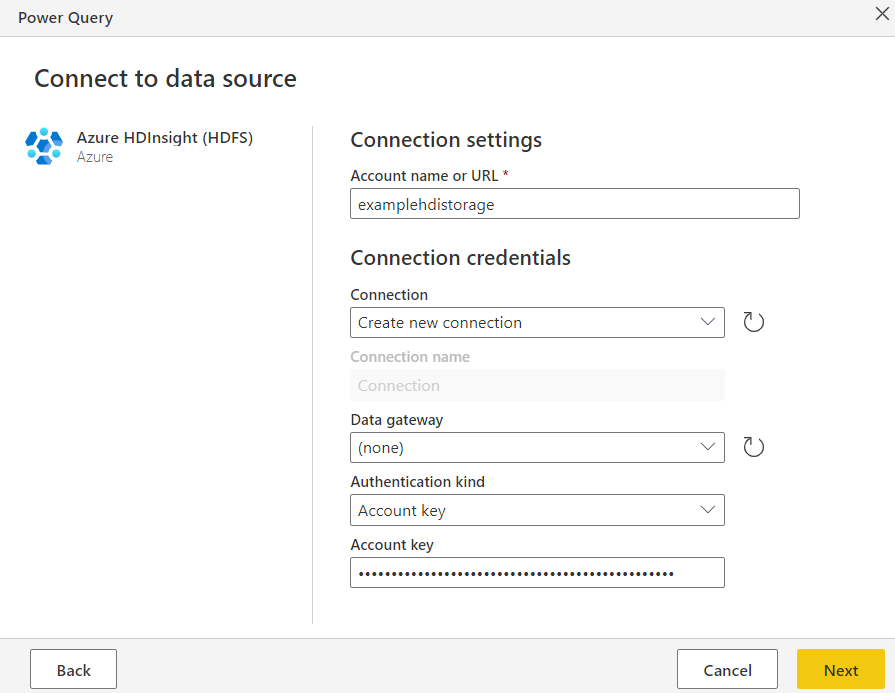 Power Query
Connect to data source
Azure HDInsight (HDFS)
Azure
Connection settings
Account name or URL *
examplehdistorage
Connection credentials
Connection
Create new connection
Connection name
Connection
Data gateway
(none)
Authentication kind
Account key
Account key
••••••••••••••••••••••••••••••••••••••••••••••••
Back
Cancel
Next